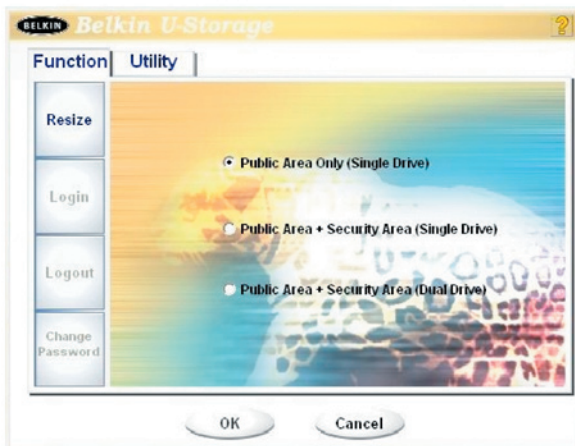 BELKIN Belkin U-Storage ?
Function Utility
Resize
Login
Logout
Change
Password
Public Area Only (Single Drive)
Public Area + Security Area (Single Drive)
Public Area + Security Area (Dual Drive)
OK Cancel